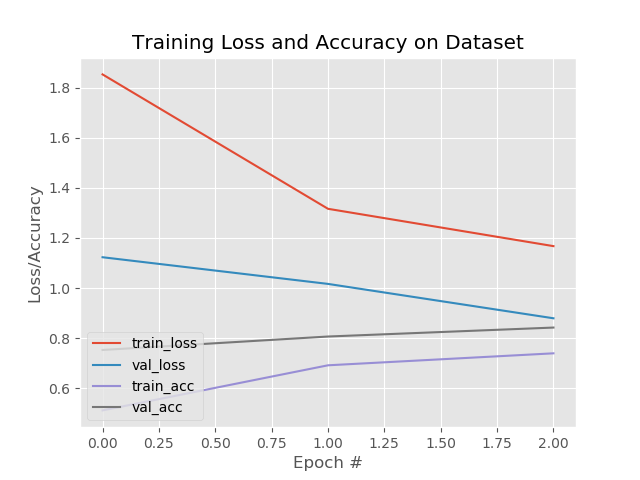 Training Loss and Accuracy on Dataset
Loss/Accuracy
1.8
1.6
1.4
1.2
1.0
0.8
0.6
train_loss
val_loss
train_acc
val_acc
0.00 0.25 0.50 0.75 1.00 1.25 1.50 1.75 2.00
Epoch #